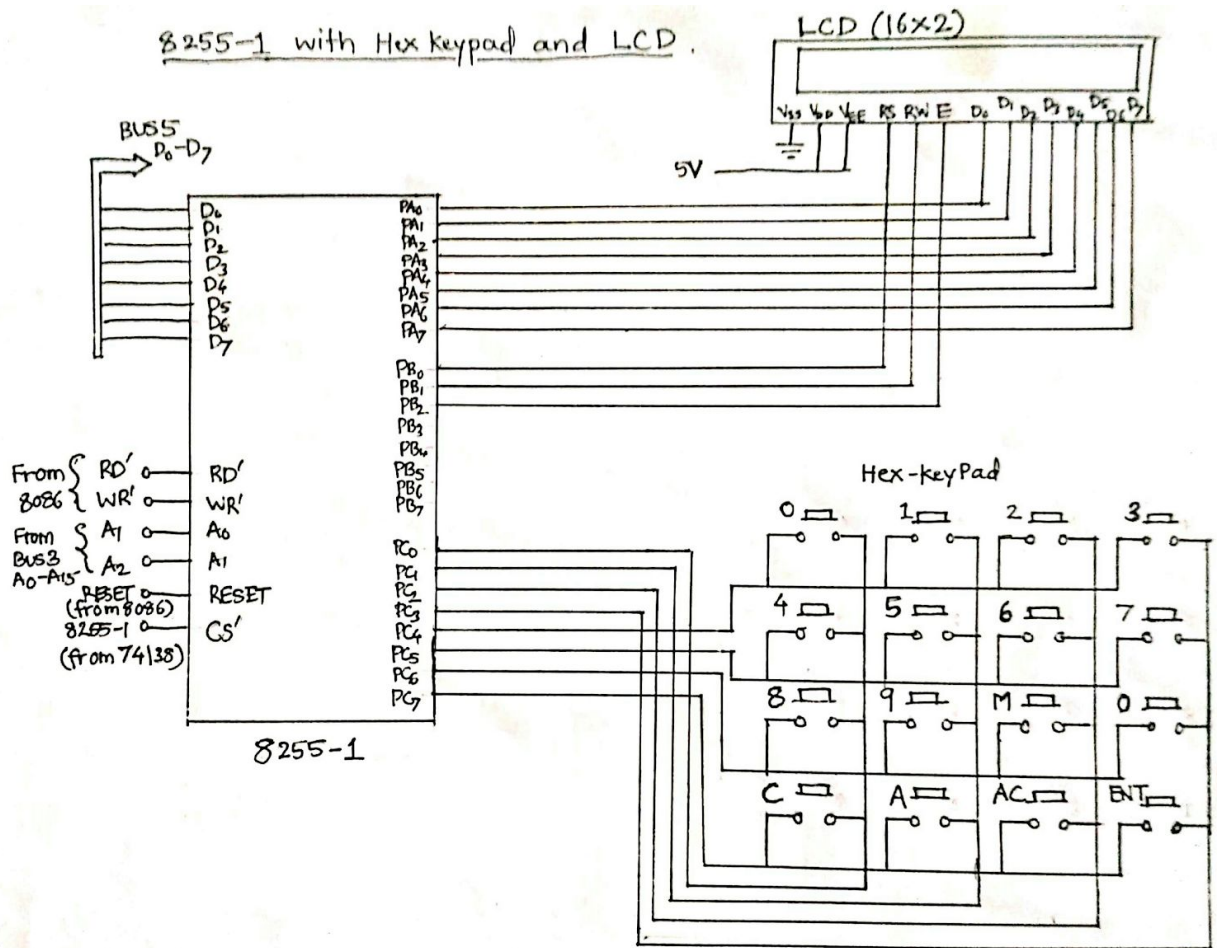 8255-1 with Hex keypad and LCD.
LCD (16x2)
VSS VDD VEE RS RW E D0 D1 D2 D3 D4 D5 D6 D7
5V
BUS5
D0-D7
D0
D1
D2
D3
D4
D5
D6
D7
PA0
PA1
PA2
PA3
PA4
PA5
PA6
PA7
PB0
PB1
PB2
PB3
PB4
PB5
PB6
PB7
PC0
PC1
PC2
PC3
PC4
PC5
PC6
PC7
From 8086 { RD' WR'
RD'
WR'
From Bus3 A0-A15 { A1 A2
A0
A1
RESET
(from 8086)
RESET
8255-1
(from 74138)
CS'
8255-1
Hex-keyPad
0 1 2 3
4 5 6 7
8 9 M 0
C A AC ENT